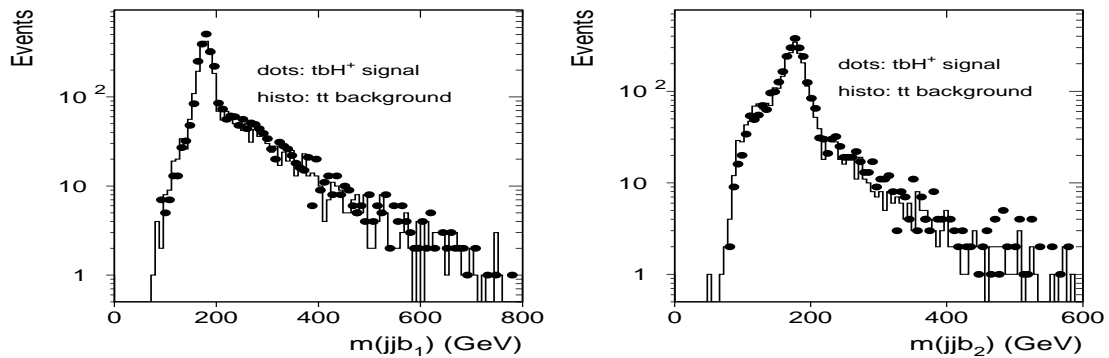 Events
10²
10
1
dots: tbH⁺ signal
histo: tt background
0 200 400 600 800
m(jjb₁) (GeV)
Events
10²
10
1
dots: tbH⁺ signal
histo: tt background
0 200 400 600
m(jjb₂) (GeV)